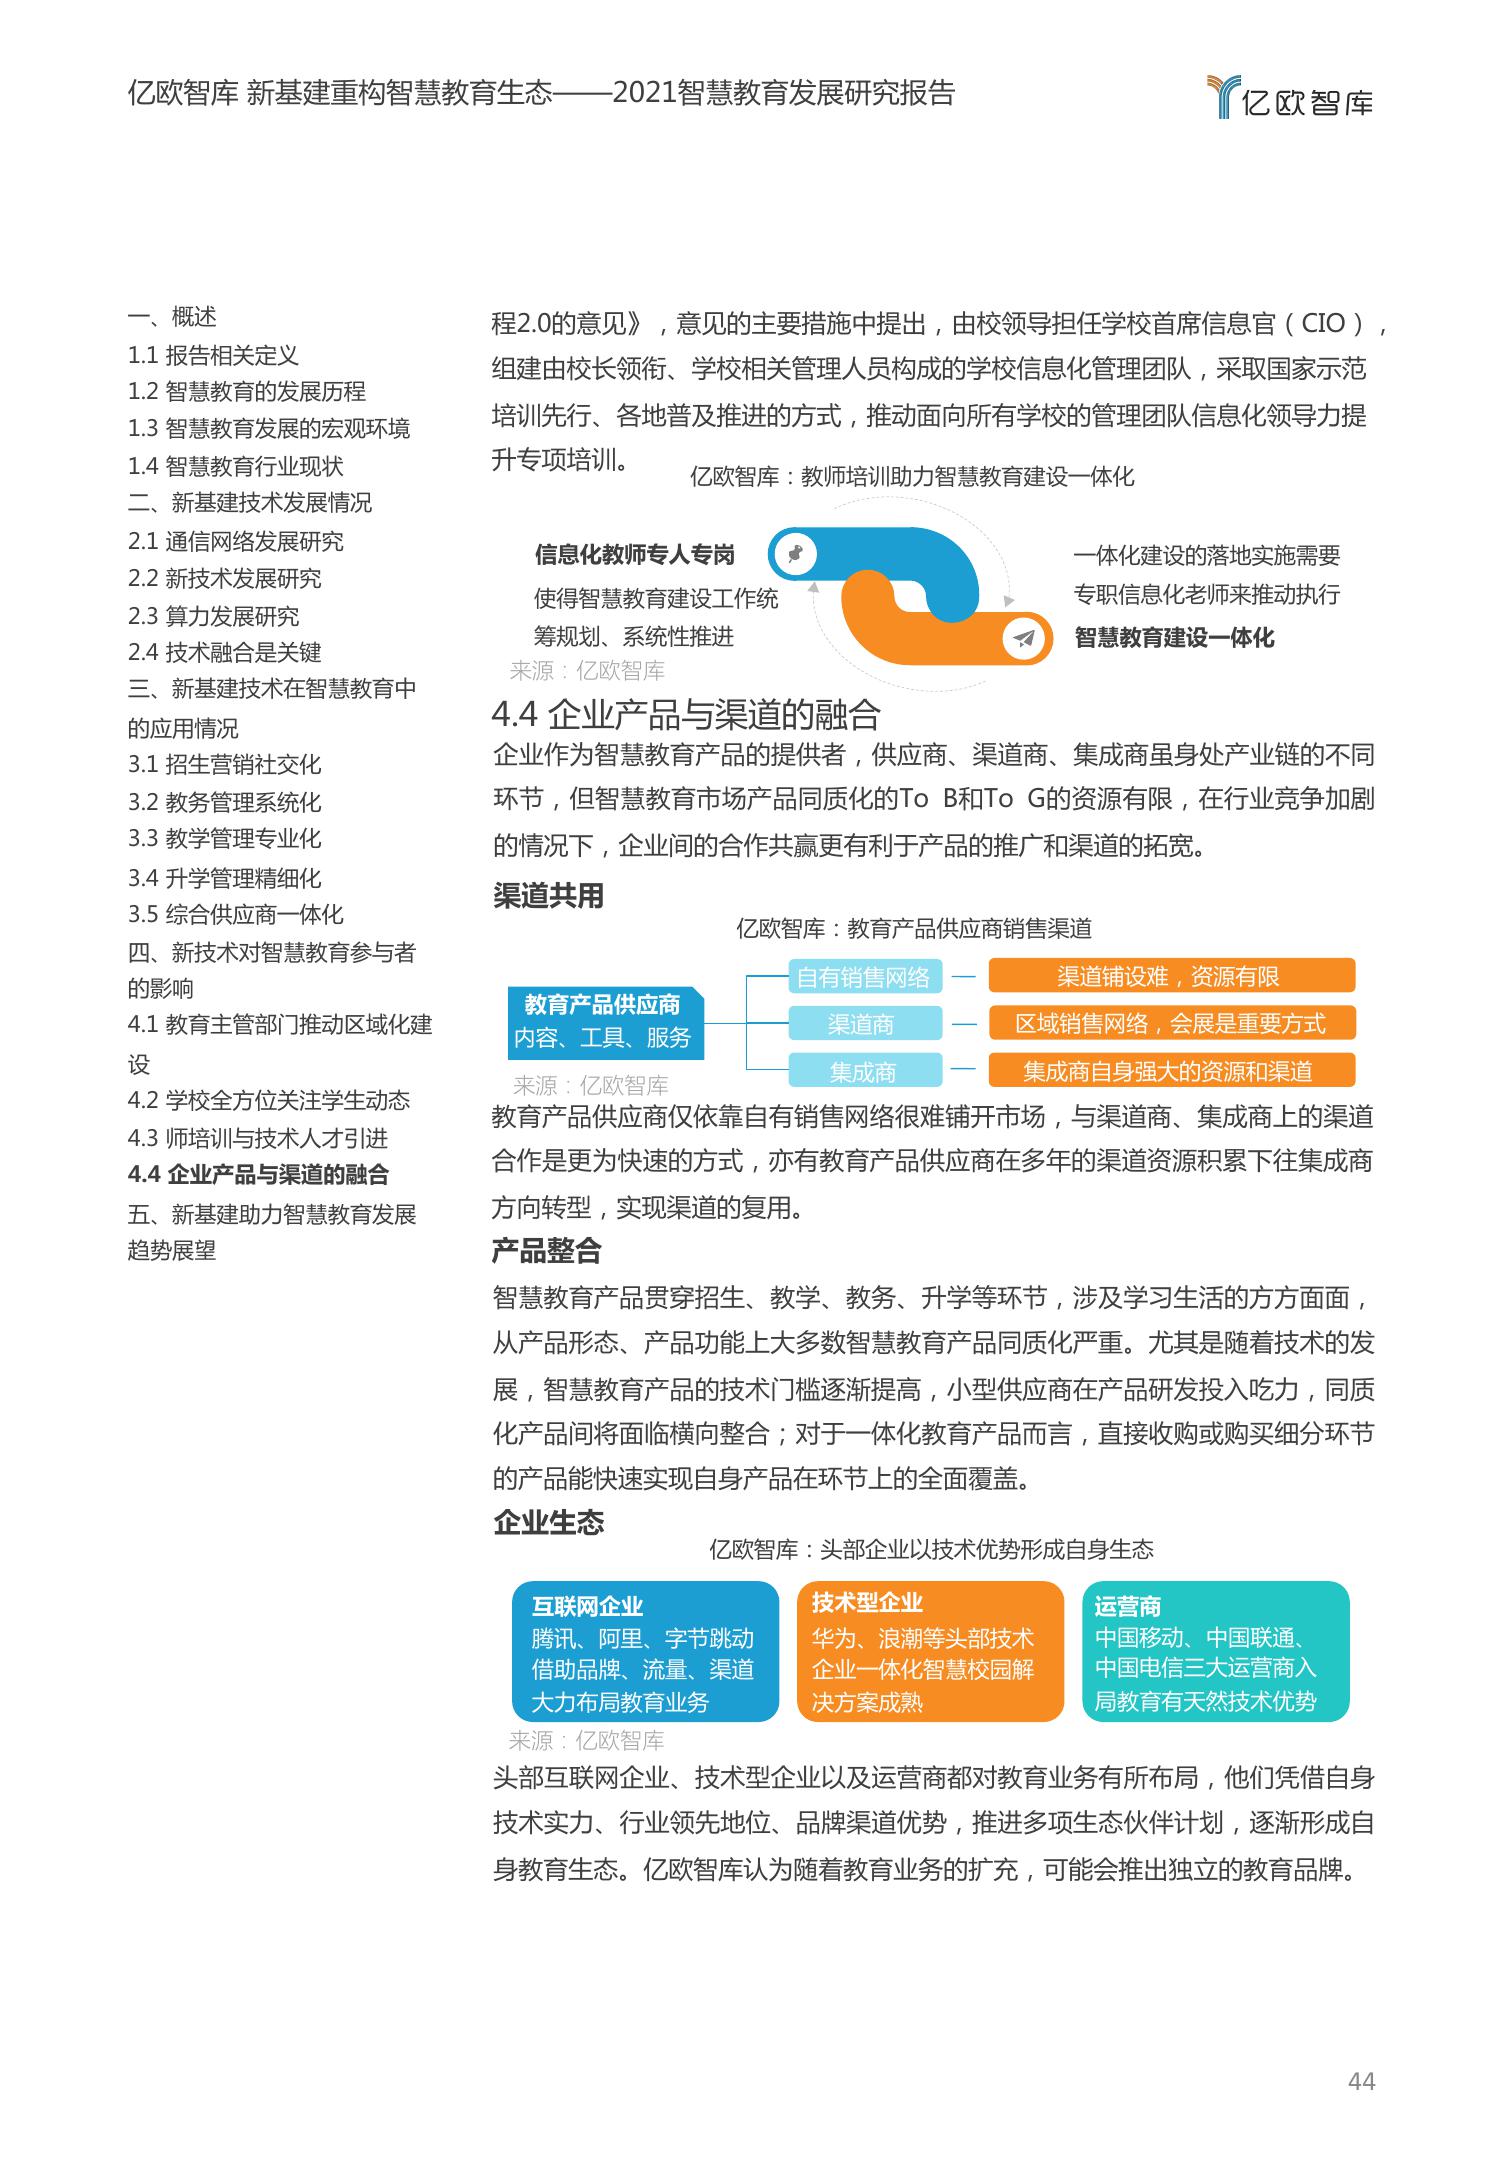 亿欧智库 新基建重构智慧教育生态——2021智慧教育发展研究报告
亿欧智库
一、概述
1.1 报告相关定义
1.2 智慧教育的发展历程
1.3 智慧教育发展的宏观环境
1.4 智慧教育行业现状
二、新基建技术发展情况
2.1 通信网络发展研究
2.2 新技术发展研究
2.3 算力发展研究
2.4 技术融合是关键
三、新基建技术在智慧教育中
的应用情况
3.1 招生营销社交化
3.2 教务管理系统化
3.3 教学管理专业化
3.4 升学管理精细化
3.5 综合供应商一体化
四、新技术对智慧教育参与者
的影响
4.1 教育主管部门推动区域化建
设
4.2 学校全方位关注学生动态
4.3 师培训与技术人才引进
4.4 企业产品与渠道的融合
五、新基建助力智慧教育发展
趋势展望
程2.0的意见》，意见的主要措施中提出，由校领导担任学校首席信息官（CIO），
组建由校长领衔、学校相关管理人员构成的学校信息化管理团队，采取国家示范
培训先行、各地普及推进的方式，推动面向所有学校的管理团队信息化领导力提
升专项培训。
亿欧智库：教师培训助力智慧教育建设一体化
信息化教师专人专岗
使得智慧教育建设工作统
筹规划、系统性推进
一体化建设的落地实施需要
专职信息化老师来推动执行
智慧教育建设一体化
来源：亿欧智库
4.4 企业产品与渠道的融合
企业作为智慧教育产品的提供者，供应商、渠道商、集成商虽身处产业链的不同
环节，但智慧教育市场产品同质化的To B和To G的资源有限，在行业竞争加剧
的情况下，企业间的合作共赢更有利于产品的推广和渠道的拓宽。
渠道共用
亿欧智库：教育产品供应商销售渠道
教育产品供应商
内容、工具、服务
自有销售网络
渠道铺设难，资源有限
渠道商
区域销售网络，会展是重要方式
集成商
集成商自身强大的资源和渠道
来源：亿欧智库
教育产品供应商仅依靠自有销售网络很难铺开市场，与渠道商、集成商上的渠道
合作是更为快速的方式，亦有教育产品供应商在多年的渠道资源积累下往集成商
方向转型，实现渠道的复用。
产品整合
智慧教育产品贯穿招生、教学、教务、升学等环节，涉及学习生活的方方面面，
从产品形态、产品功能上大多数智慧教育产品同质化严重。尤其是随着技术的发
展，智慧教育产品的技术门槛逐渐提高，小型供应商在产品研发投入吃力，同质
化产品间将面临横向整合；对于一体化教育产品而言，直接收购或购买细分环节
的产品能快速实现自身产品在环节上的全面覆盖。
企业生态
亿欧智库：头部企业以技术优势形成自身生态
互联网企业
腾讯、阿里、字节跳动
借助品牌、流量、渠道
大力布局教育业务
技术型企业
华为、浪潮等头部技术
企业一体化智慧校园解
决方案成熟
运营商
中国移动、中国联通、
中国电信三大运营商入
局教育有天然技术优势
来源：亿欧智库
头部互联网企业、技术型企业以及运营商都对教育业务有所布局，他们凭借自身
技术实力、行业领先地位、品牌渠道优势，推进多项生态伙伴计划，逐渐形成自
身教育生态。亿欧智库认为随着教育业务的扩充，可能会推出独立的教育品牌。
44